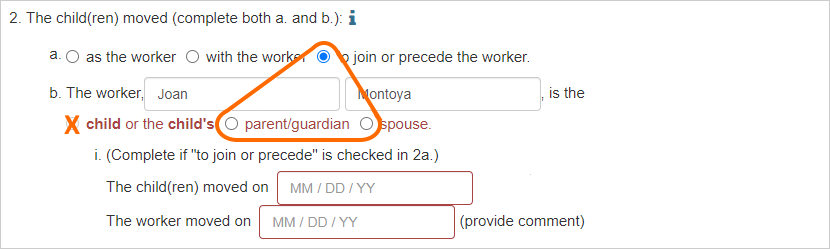 2. The child(ren) moved (complete both a. and b.): i
a. as the worker with the worker to join or precede the worker.
b. The worker, Joan Montoya , is the
X child or the child's parent/guardian spouse.
i. (Complete if "to join or precede" is checked in 2a.)
The child(ren) moved on MM / DD / YY
The worker moved on MM / DD / YY (provide comment)